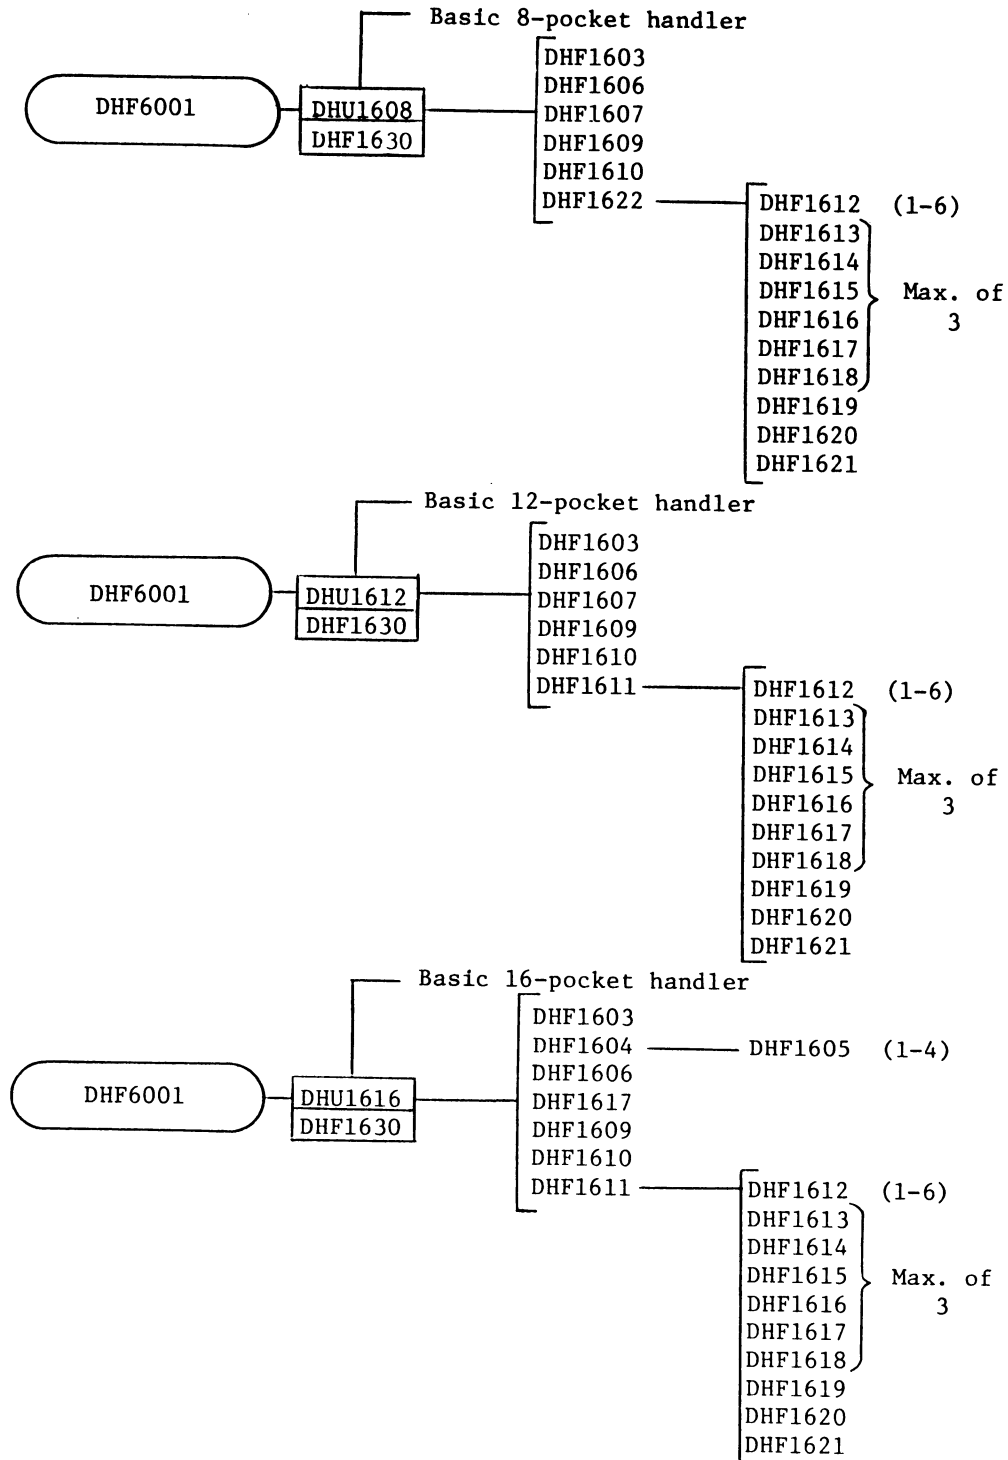 Basic 8-pocket handler
DHF6001
DHU1608
DHF1630
DHF1603
DHF1606
DHF1607
DHF1609
DHF1610
DHF1622
DHF1612 (1-6)
DHF1613
DHF1614
DHF1615
DHF1616
DHF1617
DHF1618
Max. of
3
DHF1619
DHF1620
DHF1621
Basic 12-pocket handler
DHF6001
DHU1612
DHF1630
DHF1603
DHF1606
DHF1607
DHF1609
DHF1610
DHF1611
DHF1612 (1-6)
DHF1613
DHF1614
DHF1615
DHF1616
DHF1617
DHF1618
Max. of
3
DHF1619
DHF1620
DHF1621
Basic 16-pocket handler
DHF6001
DHU1616
DHF1630
DHF1603
DHF1604
DHF1605 (1-4)
DHF1606
DHF1617
DHF1609
DHF1610
DHF1611
DHF1612 (1-6)
DHF1613
DHF1614
DHF1615
DHF1616
DHF1617
DHF1618
Max. of
3
DHF1619
DHF1620
DHF1621